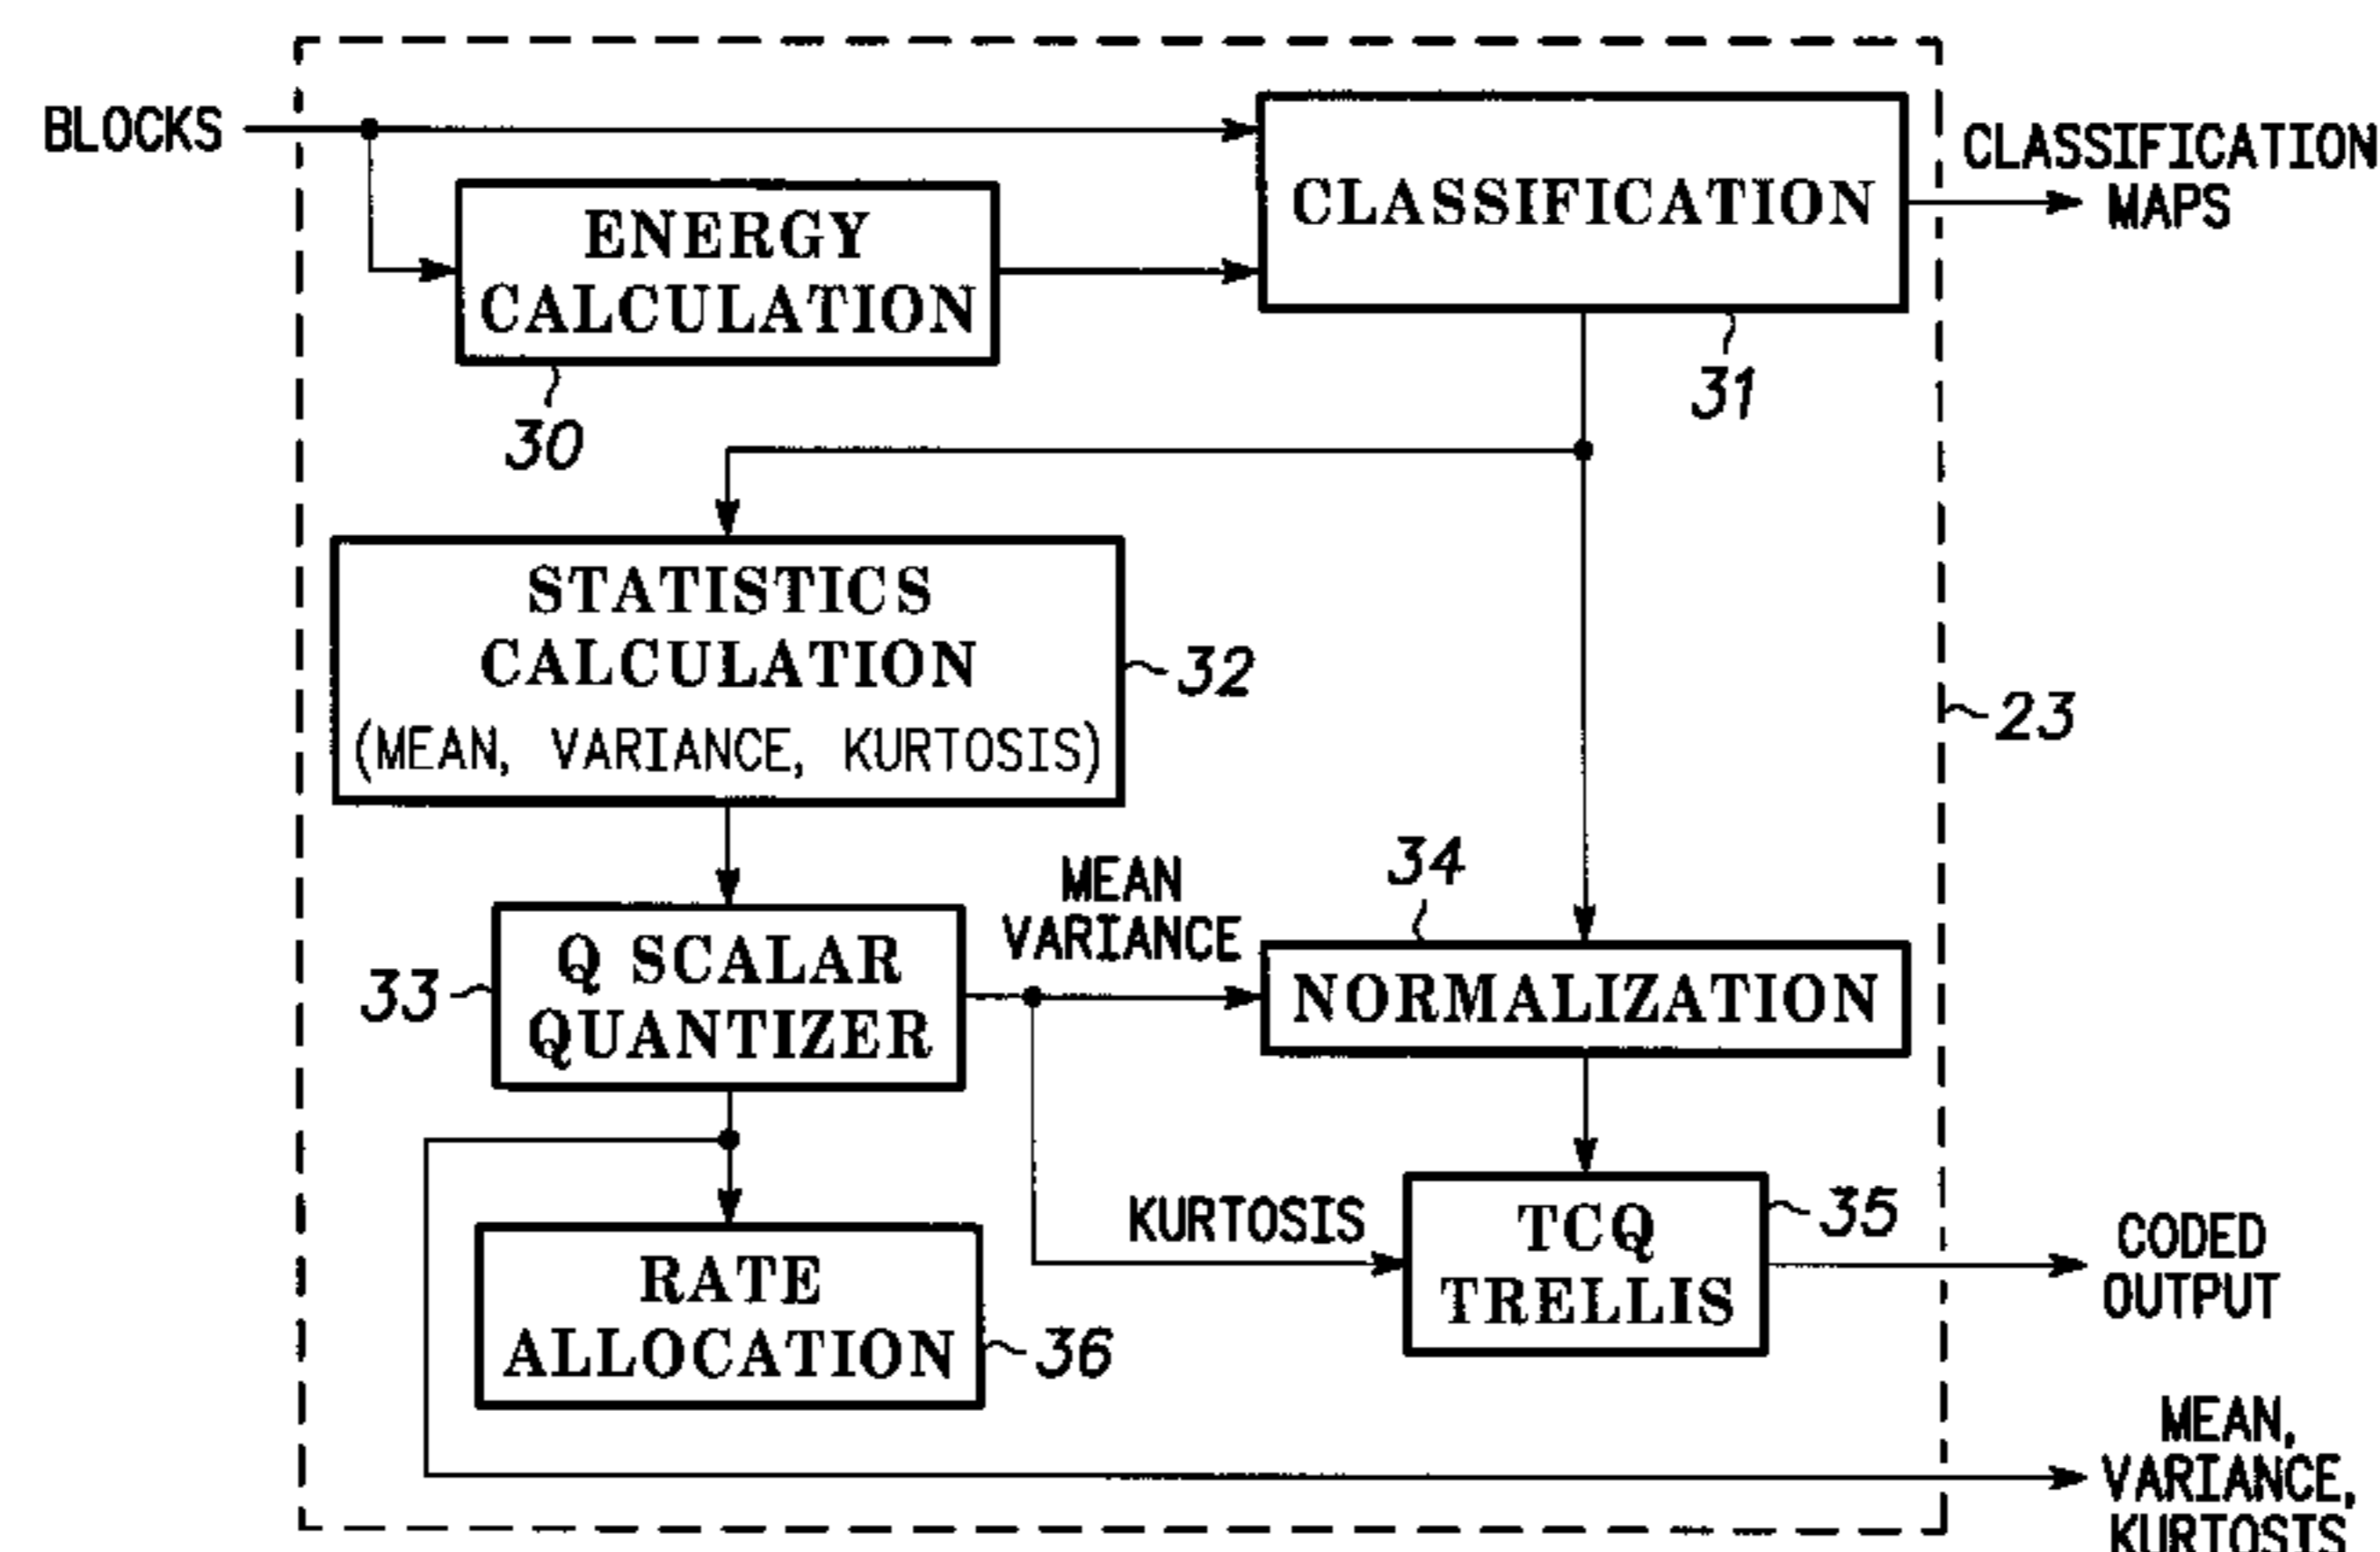 BLOCKS
ENERGY
CALCULATION
30
CLASSIFICATION
31
CLASSIFICATION
MAPS
STATISTICS
CALCULATION
(MEAN, VARIANCE, KURTOSIS)
32
23
33
Q SCALAR
QUANTIZER
MEAN
VARIANCE
34
NORMALIZATION
KURTOSIS
TCQ
TRELLIS
35
RATE
ALLOCATION
36
CODED
OUTPUT
MEAN,
VARIANCE,
KURTOSIS